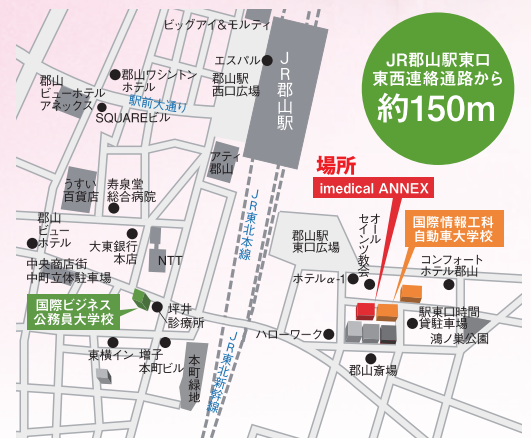 ビッグアイ&モルティ
エスパル
郡山駅
西口広場
JR郡山駅
JR郡山駅東口
東西連絡通路から
約150m
郡山
ビューホテル
アネックス
郡山ワシントン
ホテル
駅前大通り
SQUAREビル
アティ
郡山
場所
imedical ANNEX
うすい
百貨店
寿泉堂
総合病院
JR東北本線
郡山
ビュー
ホテル
大東銀行
本店
NTT
中央商店街
中町立体駐車場
郡山駅
東口広場
オール
セインツ
教会
国際情報工科
自動車大学校
コンフォート
ホテル郡山
ホテルα-1
国際ビジネス
公務員大学校
坪井
診療所
ハローワーク
駅東口時間
貸駐車場
鴻ノ巣公園
東横イン
増子
本町ビル
本町緑地
JR東北新幹線
郡山斎場